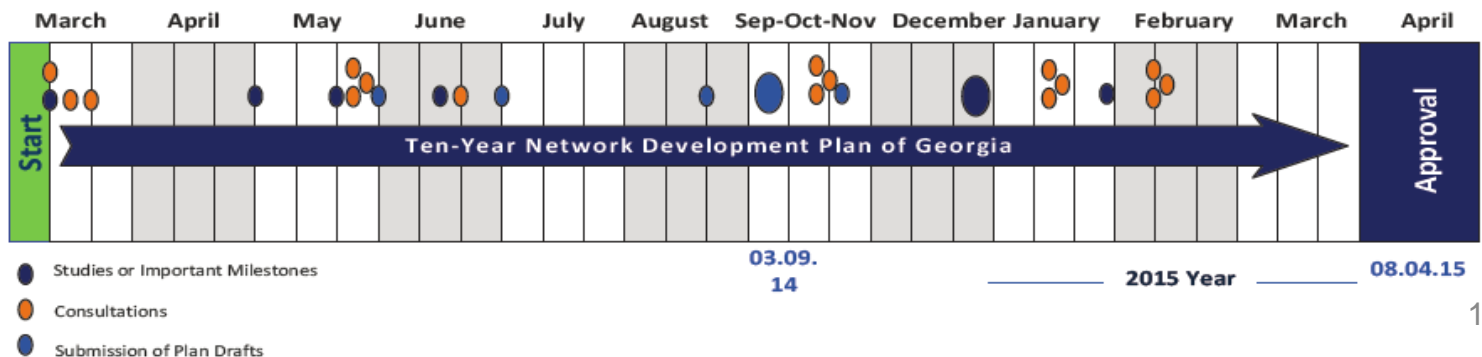 March April May June July August Sep-Oct-Nov December January February March April
Start
Ten-Year Network Development Plan of Georgia
Approval
03.09.
14
2015 Year
08.04.15
Studies or Important Milestones
Consultations
Submission of Plan Drafts
1